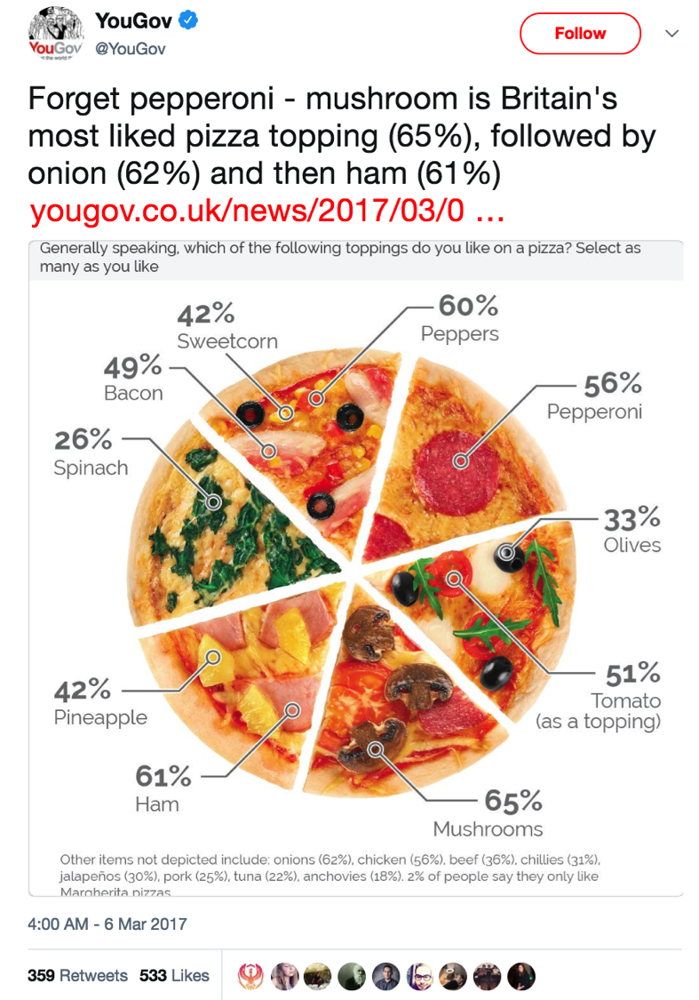 YouGov
@YouGov
Follow
YouGov
Forget pepperoni - mushroom is Britain's
most liked pizza topping (65%), followed by
onion (62%) and then ham (61%)
yougov.co.uk/news/2017/03/0 ...
Generally speaking, which of the following toppings do you like on a pizza? Select as
many as you like
42%
Sweetcorn
60%
Peppers
49%
Bacon
56%
Pepperoni
26%
Spinach
33%
Olives
42%
Pineapple
51%
Tomato
(as a topping)
61%
Ham
65%
Mushrooms
Other items not depicted include: onions (62%), chicken (56%), beef (36%), chillies (31%),
jalapeños (30%), pork (25%), tuna (22%), anchovies (18%). 2% of people say they only like
Margherita pizzas
4:00 AM - 6 Mar 2017
359 Retweets 533 Likes